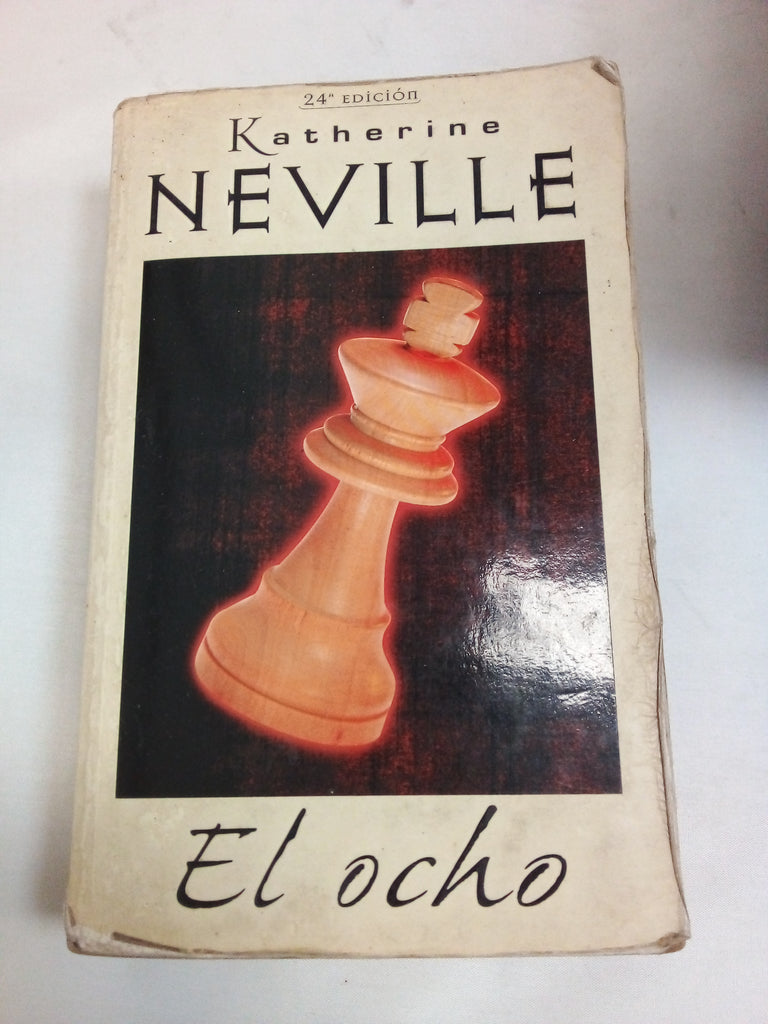 24ª EDICIÓN
Katherine
NEVILLE
El ocho